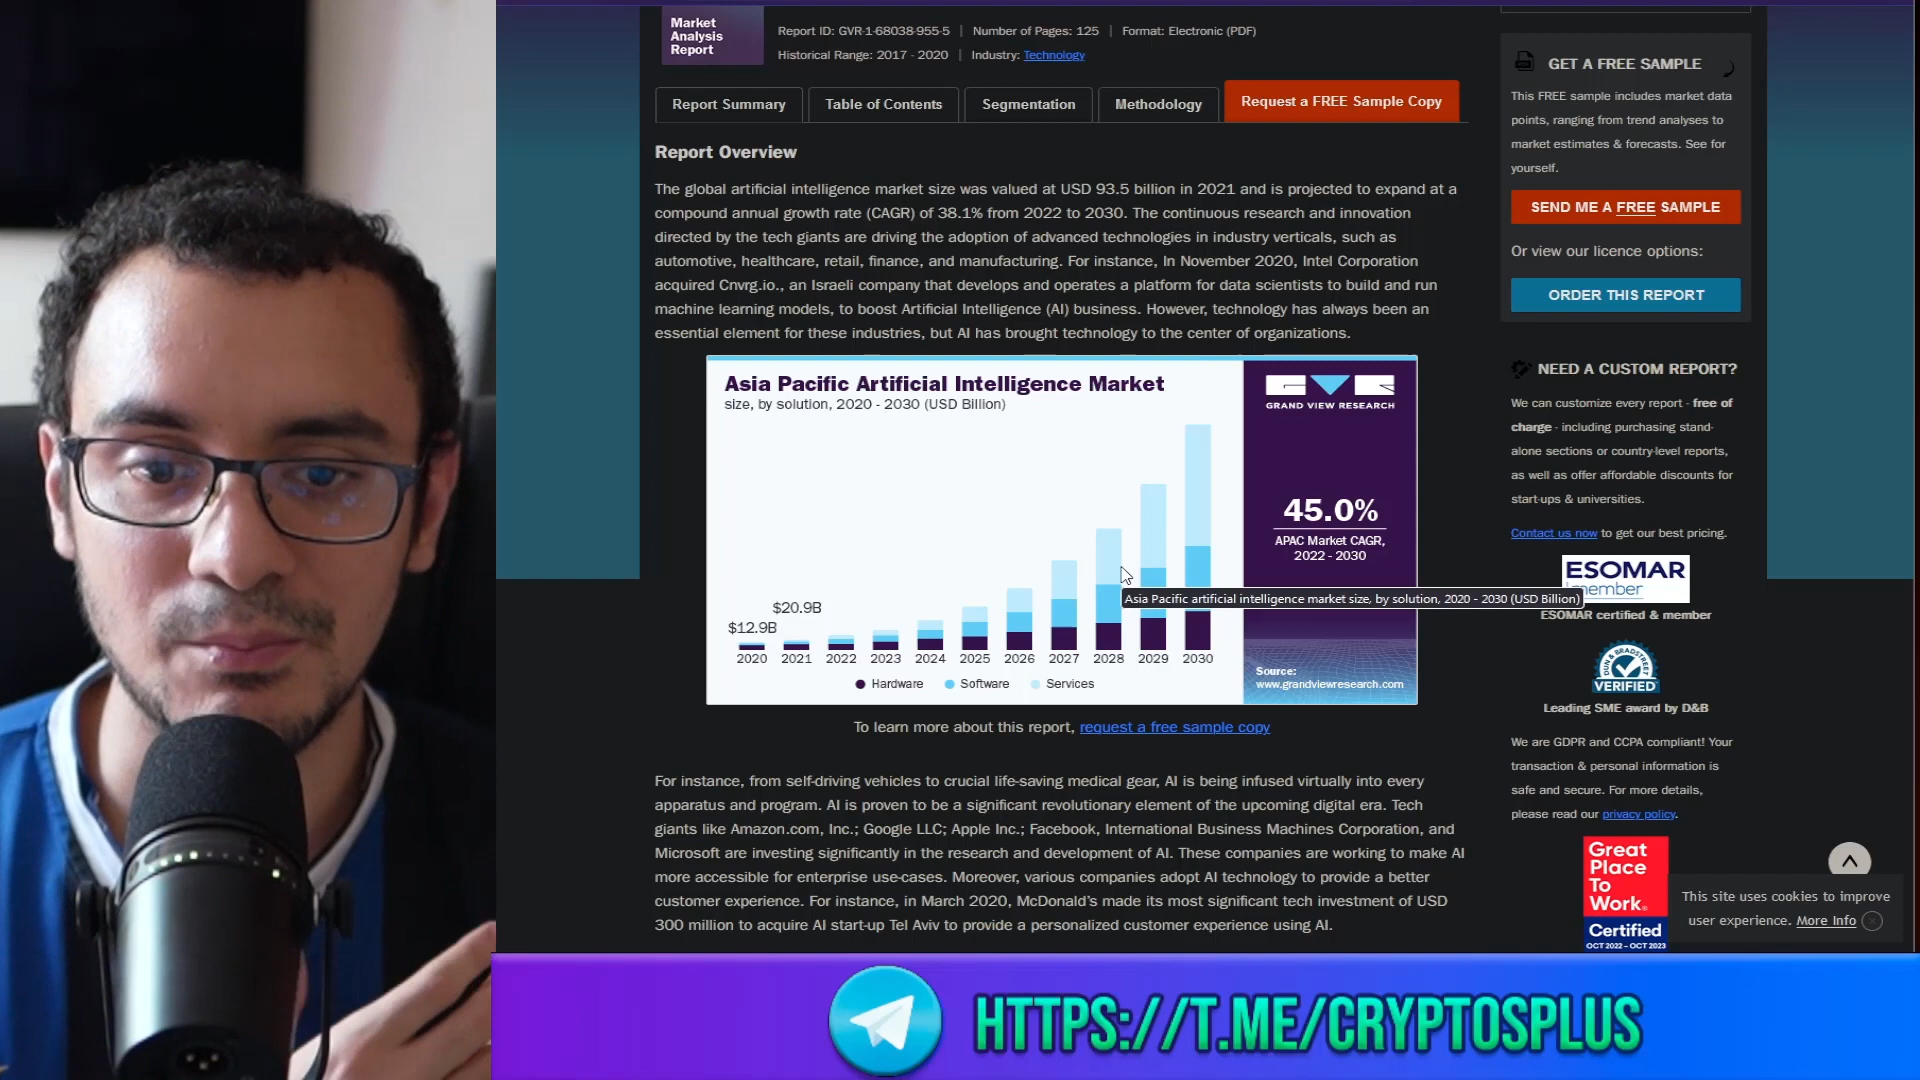 Market
Analysis
Report
Report ID: GVR-1-68038-955-5 | Number of Pages: 125 | Format: Electronic (PDF)
Historical Range: 2017 - 2020 | Industry: Technology
Report Summary
Table of Contents
Segmentation
Methodology
Request a FREE Sample Copy
Report Overview
The global artificial intelligence market size was valued at USD 93.5 billion in 2021 and is projected to expand at a
compound annual growth rate (CAGR) of 38.1% from 2022 to 2030. The continuous research and innovation
directed by the tech giants are driving the adoption of advanced technologies in industry verticals, such as
automotive, healthcare, retail, finance, and manufacturing. For instance, In November 2020, Intel Corporation
acquired Cnvrg.io., an Israeli company that develops and operates a platform for data scientists to build and run
machine learning models, to boost Artificial Intelligence (AI) business. However, technology has always been an
essential element for these industries, but AI has brought technology to the center of organizations.
Asia Pacific Artificial Intelligence Market
size, by solution, 2020 - 2030 (USD Billion)
$12.9B
$20.9B
2020 2021 2022 2023 2024 2025 2026 2027 2028 2029 2030
Hardware Software Services
GRAND VIEW RESEARCH
45.0%
APAC Market CAGR,
2022 - 2030
Source:
www.grandviewresearch.com
Asia Pacific artificial intelligence market size, by solution, 2020 - 2030 (USD Billion)
To learn more about this report, request a free sample copy
For instance, from self-driving vehicles to crucial life-saving medical gear, AI is being infused virtually into every
apparatus and program. AI is proven to be a significant revolutionary element of the upcoming digital era. Tech
giants like Amazon.com, Inc.; Google LLC; Apple Inc.; Facebook, International Business Machines Corporation, and
Microsoft are investing significantly in the research and development of AI. These companies are working to make AI
more accessible for enterprise use-cases. Moreover, various companies adopt AI technology to provide a better
customer experience. For instance, in March 2020, McDonald's made its most significant tech investment of USD
300 million to acquire AI start-up Tel Aviv to provide a personalized customer experience using AI.
GET A FREE SAMPLE
This FREE sample includes market data
points, ranging from trend analyses to
market estimates & forecasts. See for
yourself.
SEND ME A FREE SAMPLE
Or view our licence options:
ORDER THIS REPORT
NEED A CUSTOM REPORT?
We can customize every report - free of
charge - including purchasing stand-
alone sections or country-level reports,
as well as offer affordable discounts for
start-ups & universities.
Contact us now to get our best pricing.
ESOMAR
member
ESOMAR certified & member
DUN & BRADSTREET
VERIFIED
Leading SME award by D&B
We are GDPR and CCPA compliant! Your
transaction & personal information is
safe and secure. For more details,
please read our privacy policy.
Great
Place
To
Work.
Certified
OCT 2022 - OCT 2023
This site uses cookies to improve
user experience. More Info
HTTPS://T.ME/CRYPTOSPLUS